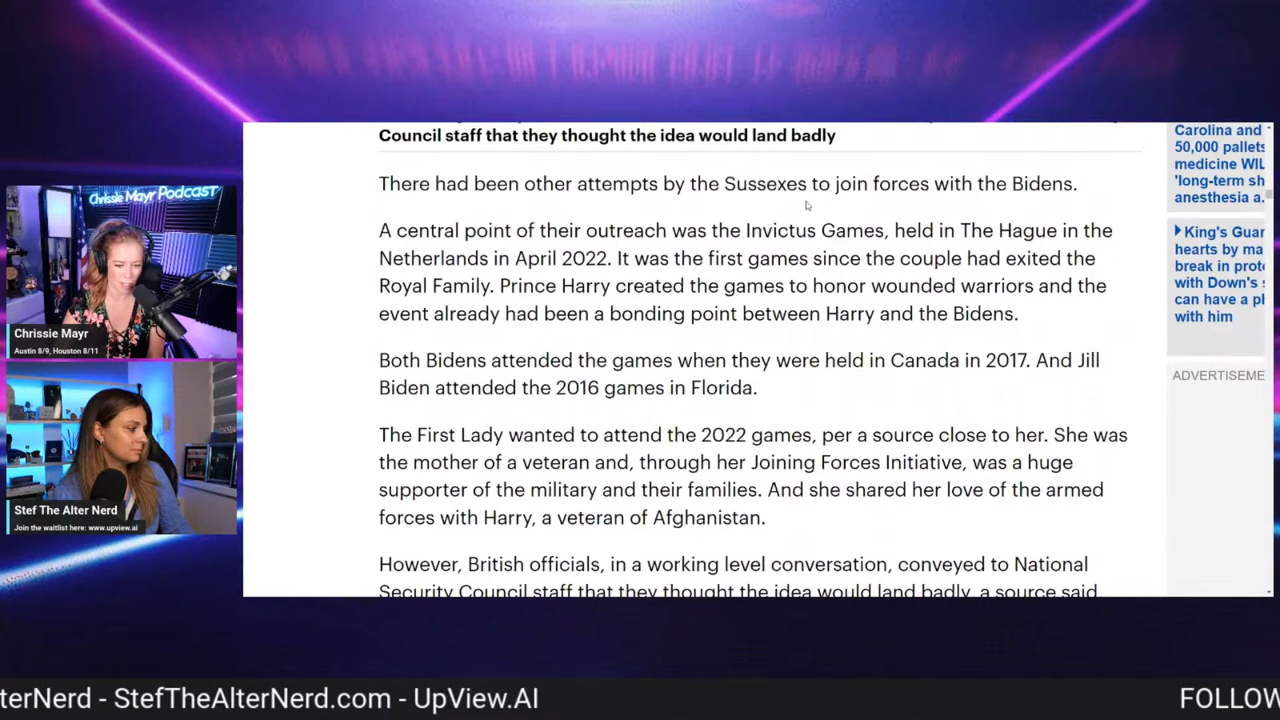 Council staff that they thought the idea would land badly
There had been other attempts by the Sussexes to join forces with the Bidens.
A central point of their outreach was the Invictus Games, held in The Hague in the
Netherlands in April 2022. It was the first games since the couple had exited the
Royal Family. Prince Harry created the games to honor wounded warriors and the
event already had been a bonding point between Harry and the Bidens.
Both Bidens attended the games when they were held in Canada in 2017. And Jill
Biden attended the 2016 games in Florida.
The First Lady wanted to attend the 2022 games, per a source close to her. She was
the mother of a veteran and, through her Joining Forces Initiative, was a huge
supporter of the military and their families. And she shared her love of the armed
forces with Harry, a veteran of Afghanistan.
However, British officials, in a working level conversation, conveyed to National
Security Council staff that they thought the idea would land badly, a source said
Carolina and
50,000 pallets
medicine WIL
'long-term sh
anesthesia a.
King's Guar
hearts by ma
break in prote
with Down's s
can have a ph
with him
ADVERTISEME
Chrissie Mayr Podcast
Chrissie Mayr
Austin 8/9, Houston 8/11
Stef The Alter Nerd
Join the waitlist here: www.upview.ai
terNerd - StefTheAlterNerd.com - UpView.AI
FOLLOW